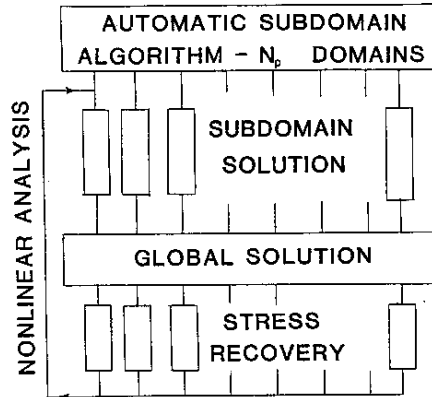 AUTOMATIC SUBDOMAIN
ALGORITHM - Np DOMAINS
SUBDOMAIN
SOLUTION
GLOBAL SOLUTION
STRESS
RECOVERY
NONLINEAR ANALYSIS